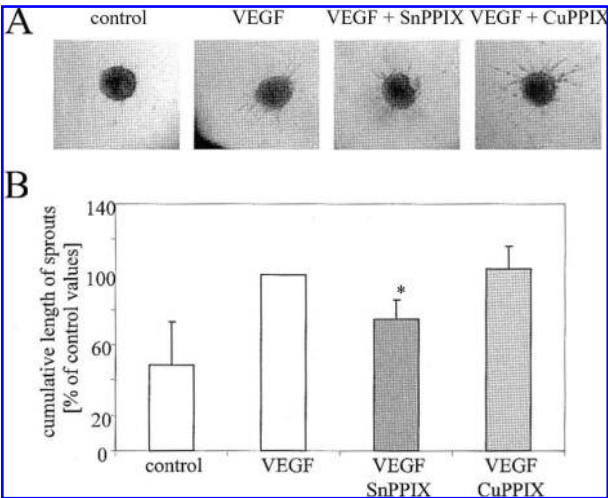 A
control VEGF VEGF + SnPPIX VEGF + CuPPIX
B
cumulative length of sprouts
[% of control values]
140
100
60
20
0
*
control VEGF VEGF VEGF
SnPPIX CuPPIX